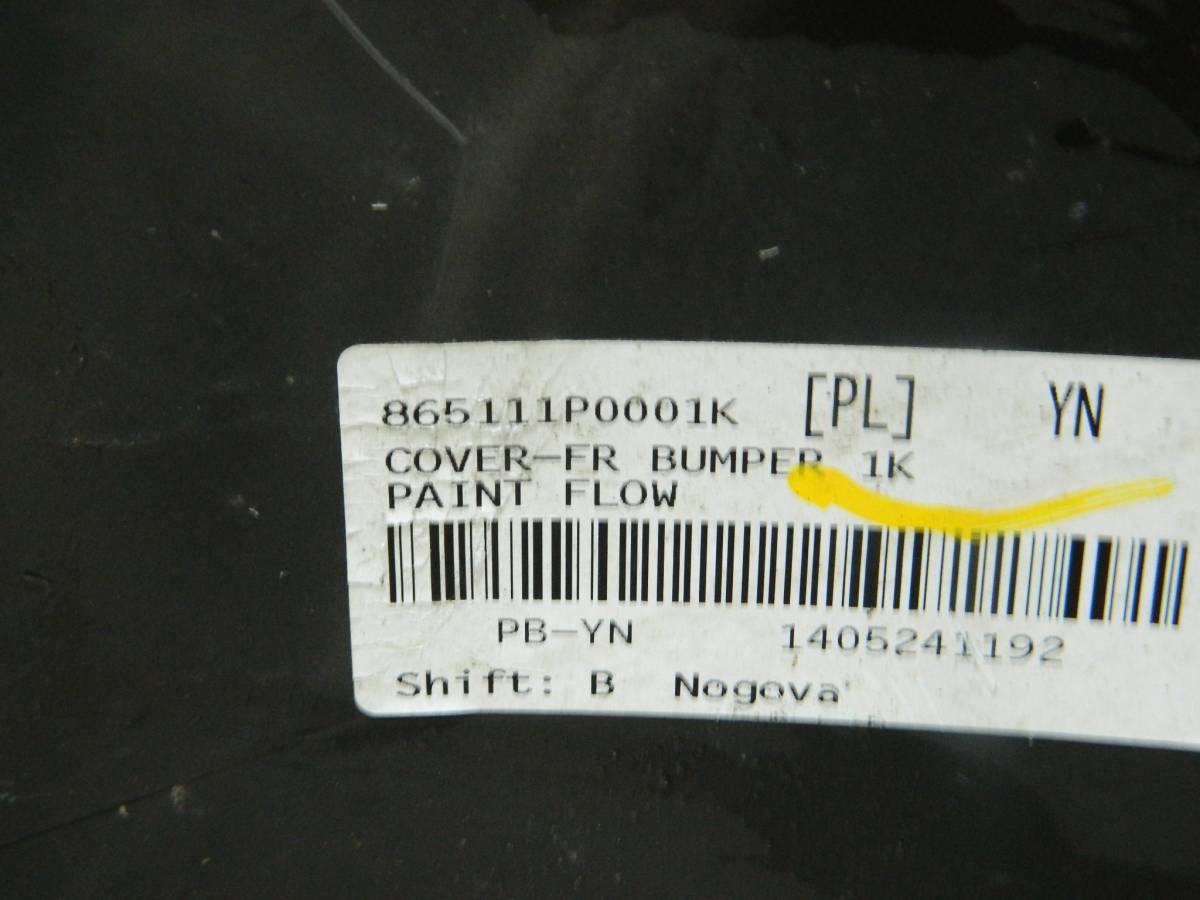 865111P0001K [PL] YN
COVER-FR BUMPER 1K
PAINT FLOW
PB-YN 1405241192
Shift: B Nogova